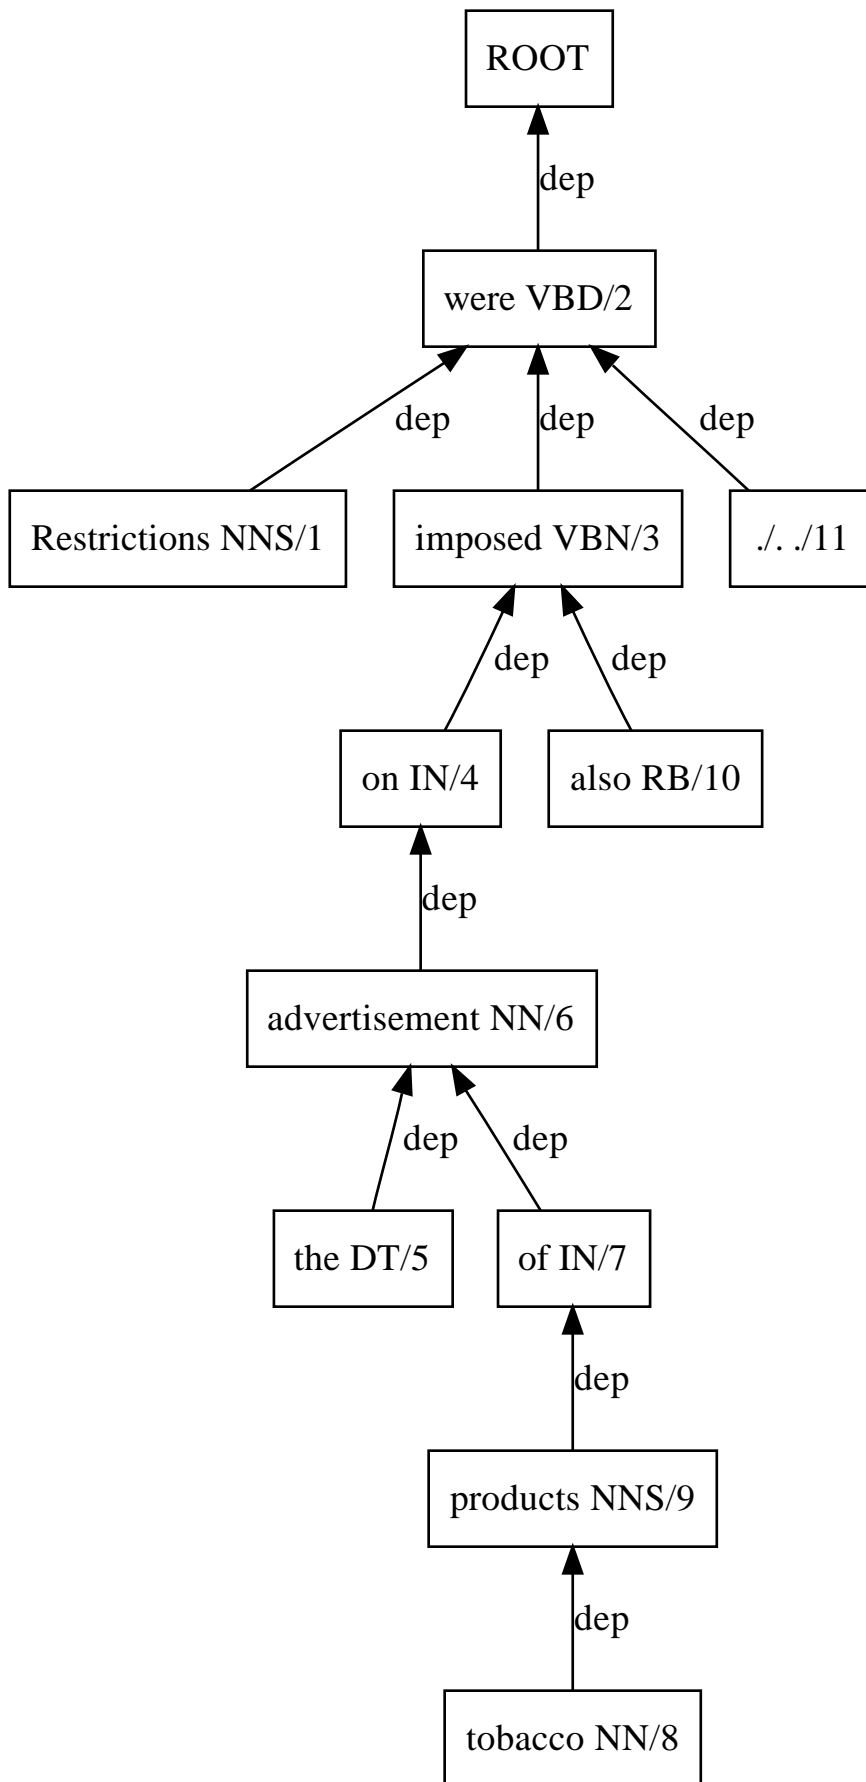 ROOT
dep
were VBD/2
dep dep dep
Restrictions NNS/1 imposed VBN/3 ./. ./11
dep dep
on IN/4 also RB/10
dep
advertisement NN/6
dep dep
the DT/5 of IN/7
dep
products NNS/9
dep
tobacco NN/8